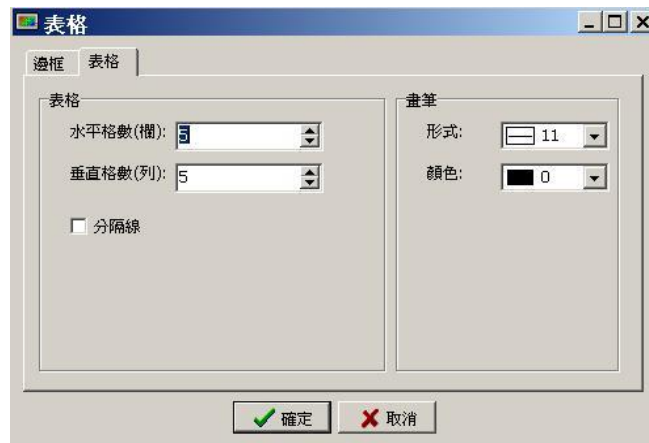 表格
邊框 表格
表格 畫筆
水平格數(欄): 5 形式: 11
垂直格數(列): 5 顏色: 0
分隔線
確定 取消